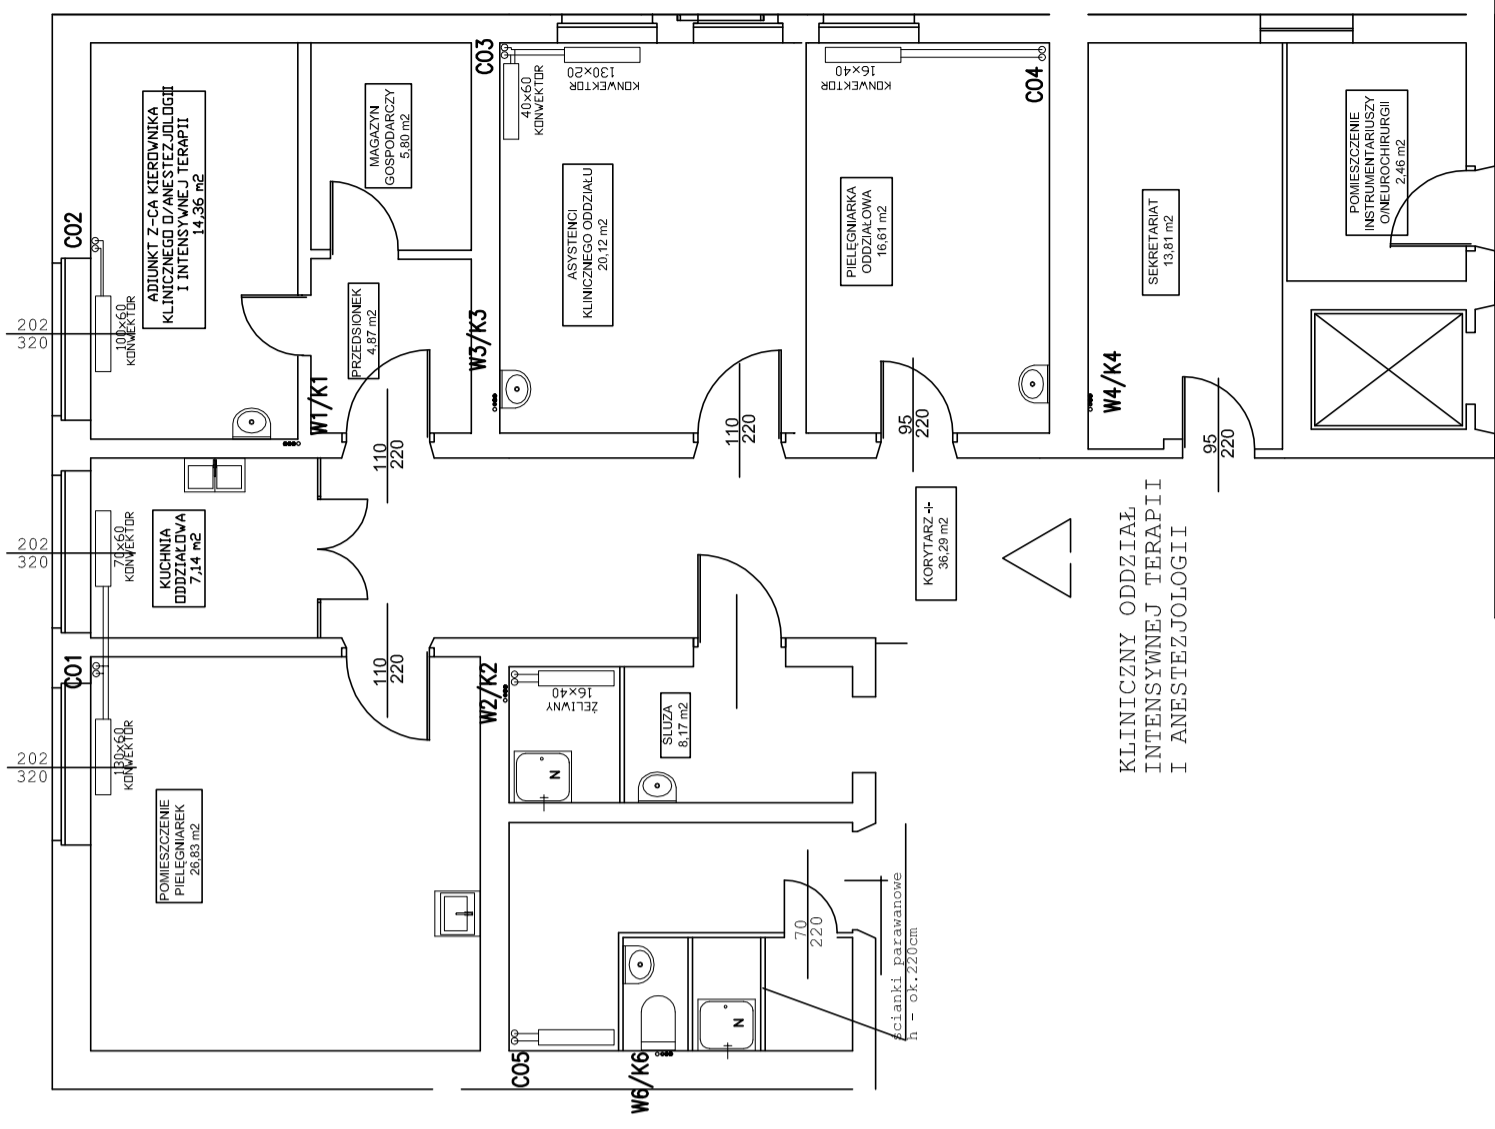 CO2
ADIUNKT Z-CA KIEROWNIKA
KLINICZNEGO O/ANESTEZJOLOGII
I INTENSYWNEJ TERAPII
14,36 m2
202
320
100x60
KONWEKTOR
MAGAZYN
GOSPODARCZY
5,80 m2
PRZEDSIONEK
4,87 m2
W1/K1
110
220
CO3
40x60
KONWEKTOR
130x20
KONWEKTOR
ASYSTENCI
KLINICZNEGO ODDZIAŁU
20,12 m2
W3/K3
110
220
16x40
KONWEKTOR
CO4
PIELĘGNIARKA
ODDZIAŁOWA
16,61 m2
95
220
SEKRETARIAT
13,81 m2
W4/K4
95
220
POMIESZCZENIE
INSTRUMENTARIUSZY
O/NEUROCHIRURGII
2,46 m2
202
320
70x60
KONWEKTOR
KUCHNIA
ODDZIAŁOWA
7,14 m2
KORYTARZ -I-
36,29 m2
KLINICZNY ODDZIAŁ
INTENSYWNEJ TERAPII
I ANESTEZJOLOGII
CO1
202
320
130x60
KONWEKTOR
110
220
POMIESZCZENIE
PIELĘGNIAREK
26,83 m2
W2/K2
16x40
ŻELIWNY
N
SLUZA
8,17 m2
70
220
ścianki parawanowe
h - ok.220cm
N
CO5
W6/K6